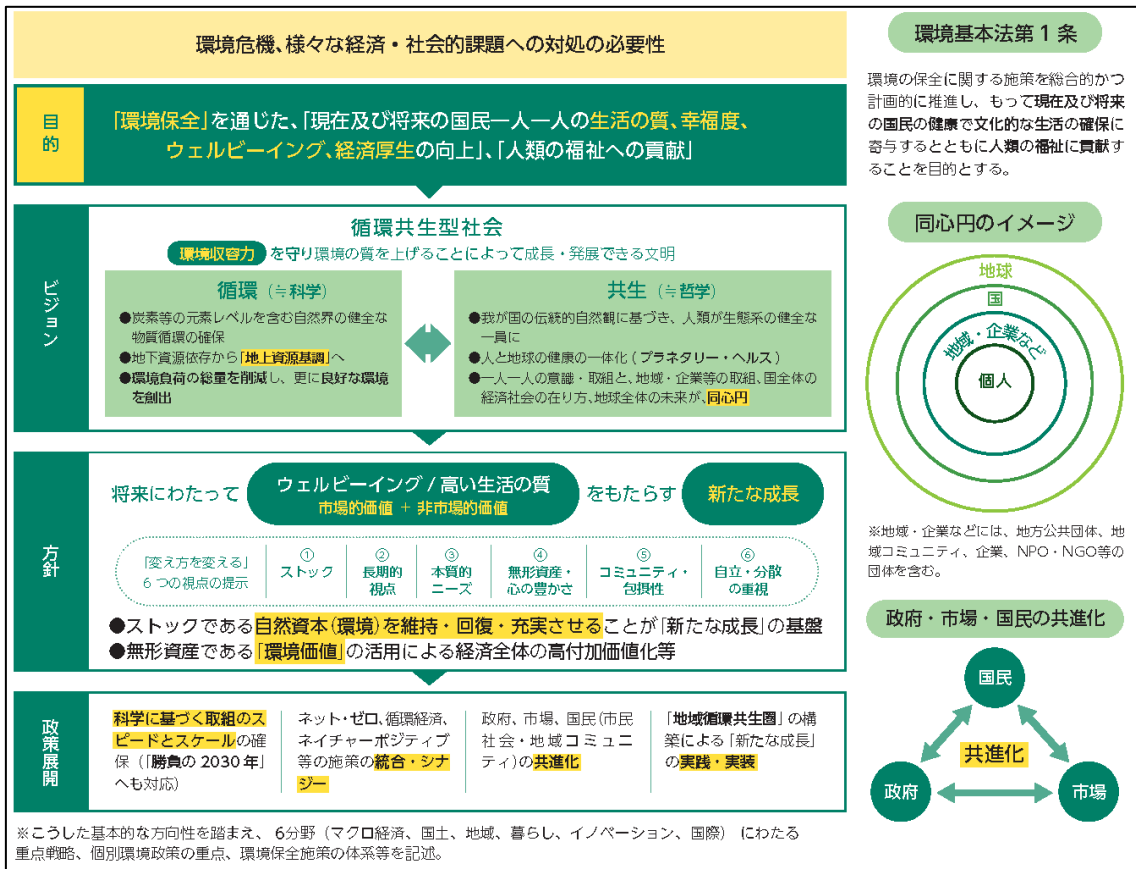 環境危機、様々な経済・社会的課題への対処の必要性
目的
「環境保全」を通じた、「現在及び将来の国民一人一人の生活の質、幸福度、
ウェルビーイング、経済厚生の向上」、「人類の福祉への貢献」
ビジョン
循環共生型社会
環境収容力 を守り環境の質を上げることによって成長・発展できる文明
循環（≒科学）
●炭素等の元素レベルを含む自然界の健全な
物質循環の確保
●地下資源依存から「地上資源基調」へ
●環境負荷の総量を削減し、更に良好な環境
を創出
共生（≒哲学）
●我が国の伝統的自然観に基づき、人類が生態系の健全な
一員に
●人と地球の健康の一体化（プラネタリー・ヘルス）
●一人一人の意識・取組と、地域・企業等の取組、国全体の
経済社会の在り方、地球全体の未来が、同心円
方針
将来にわたって ウェルビーイング / 高い生活の質 をもたらす 新たな成長
市場的価値 + 非市場的価値
「変え方を変える」
6 つの視点の提示
①
ストック
②
長期的
視点
③
本質的
ニーズ
④
無形資産・
心の豊かさ
⑤
コミュニティ・
包摂性
⑥
自立・分散
の重視
●ストックである自然資本(環境)を維持・回復・充実させることが「新たな成長」の基盤
●無形資産である「環境価値」の活用による経済全体の高付加価値化等
政策展開
科学に基づく取組のス
ピードとスケールの確
保（「勝負の 2030 年」
へも対応）
ネット・ゼロ、循環経済、
ネイチャーポジティブ
等の施策の統合・シナ
ジー
政府、市場、国民(市民
社会・地域コミュニ
ティ)の共進化
「地域循環共生圏」の構
築による「新たな成長」
の実践・実装
※こうした基本的な方向性を踏まえ、 6分野（マクロ経済、国土、地域、暮らし、イノベーション、国際） にわたる
重点戦略、個別環境政策の重点、環境保全施策の体系等を記述。
環境基本法第 1 条
環境の保全に関する施策を総合的かつ
計画的に推進し、もって現在及び将来
の国民の健康で文化的な生活の確保に
寄与するとともに人類の福祉に貢献す
ることを目的とする。
同心円のイメージ
地球
国
地域・企業など
個人
※地域・企業などには、地方公共団体、地
域コミュニティ、企業、NPO・NGO等の
団体を含む。
政府・市場・国民の共進化
国民
共進化
政府
市場